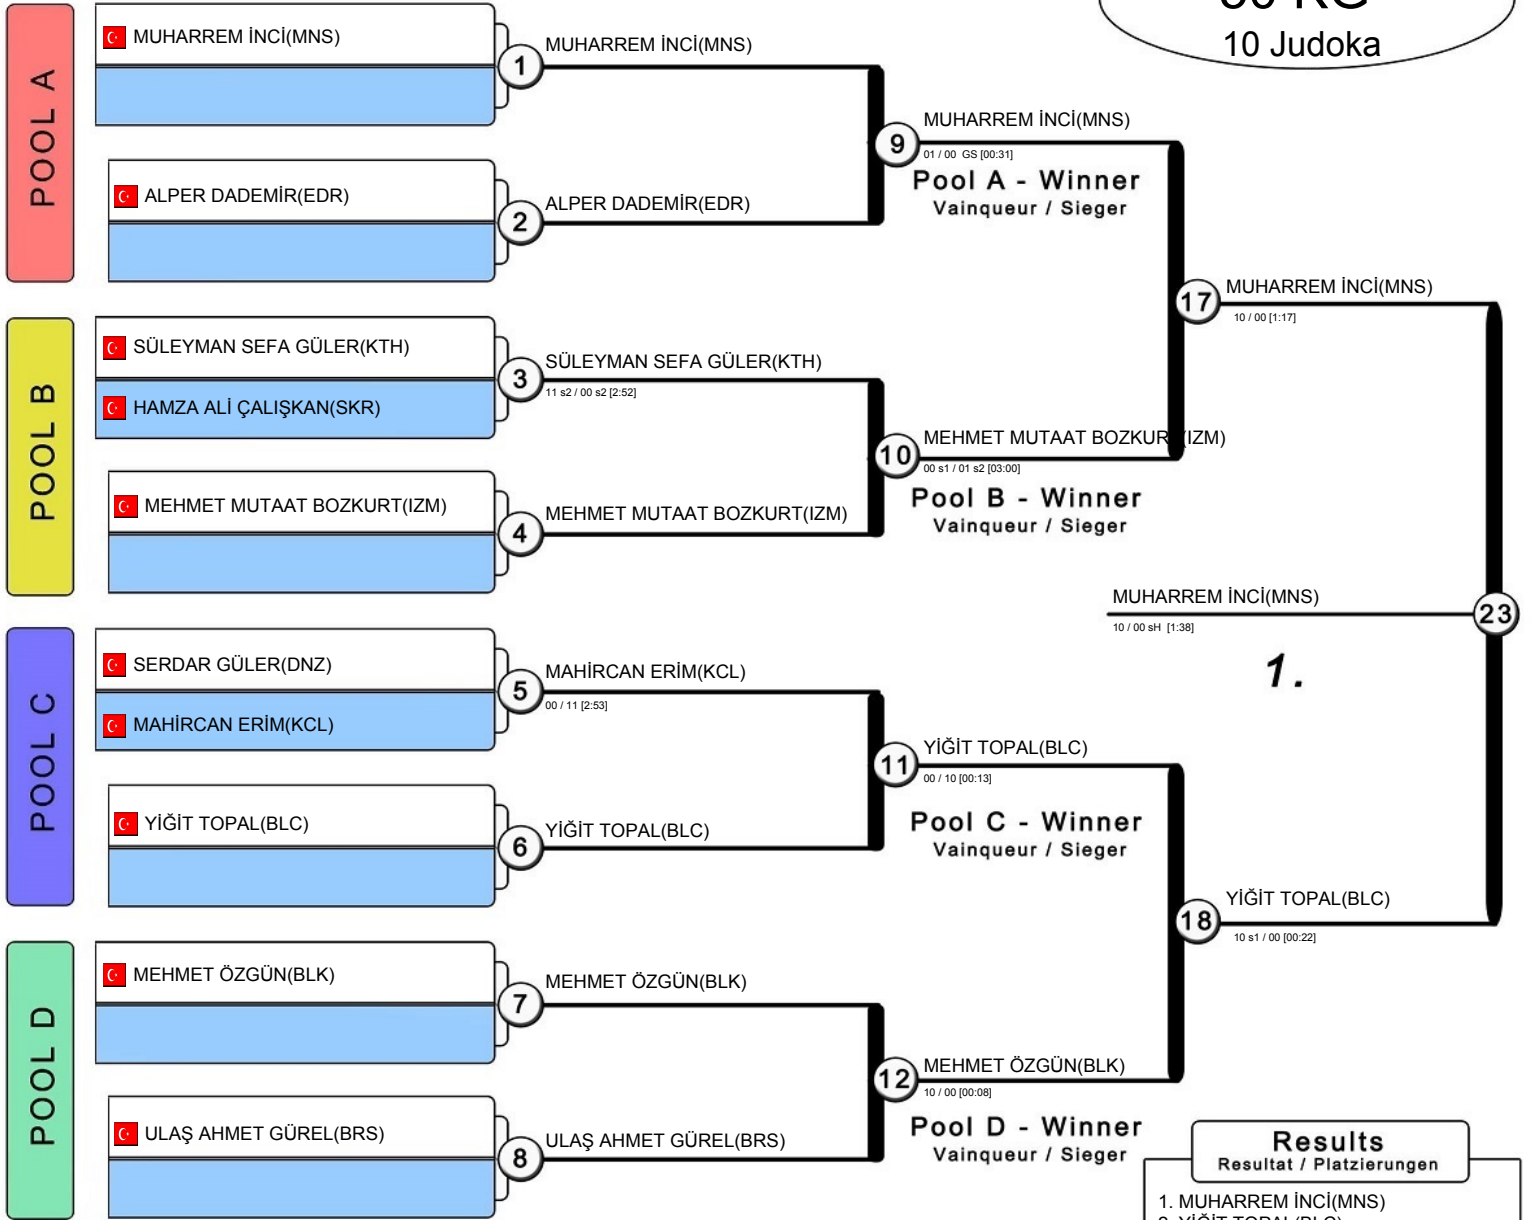 10 Judoka
POOL A
MUHARREM İNCİ(MNS)
1
MUHARREM İNCİ(MNS)
ALPER DADEMİR(EDR)
2
ALPER DADEMİR(EDR)
9
MUHARREM İNCİ(MNS)
01 / 00 GS [00:31]
Pool A - Winner
Vainqueur / Sieger
POOL B
SÜLEYMAN SEFA GÜLER(KTH)
HAMZA ALİ ÇALIŞKAN(SKR)
3
SÜLEYMAN SEFA GÜLER(KTH)
11 s2 / 00 s2 [2:52]
MEHMET MUTAAT BOZKURT(IZM)
4
MEHMET MUTAAT BOZKURT(IZM)
10
MEHMET MUTAAT BOZKUR (IZM)
00 s1 / 01 s2 [03:00]
Pool B - Winner
Vainqueur / Sieger
17
MUHARREM İNCİ(MNS)
10 / 00 [1:17]
POOL C
SERDAR GÜLER(DNZ)
MAHİRCAN ERİM(KCL)
5
MAHİRCAN ERİM(KCL)
00 / 11 [2:53]
YİĞİT TOPAL(BLC)
6
YİĞİT TOPAL(BLC)
11
YİĞİT TOPAL(BLC)
00 / 10 [00:13]
Pool C - Winner
Vainqueur / Sieger
MUHARREM İNCİ(MNS)
10 / 00 sH [1:38]
23
1.
POOL D
MEHMET ÖZGÜN(BLK)
7
MEHMET ÖZGÜN(BLK)
ULAŞ AHMET GÜREL(BRS)
8
ULAŞ AHMET GÜREL(BRS)
12
MEHMET ÖZGÜN(BLK)
10 / 00 [00:08]
Pool D - Winner
Vainqueur / Sieger
18
YİĞİT TOPAL(BLC)
10 s1 / 00 [00:22]
Results
Resultat / Platzierungen
1. MUHARREM İNCİ(MNS)
2. YİĞİT TOPAL(BLC)